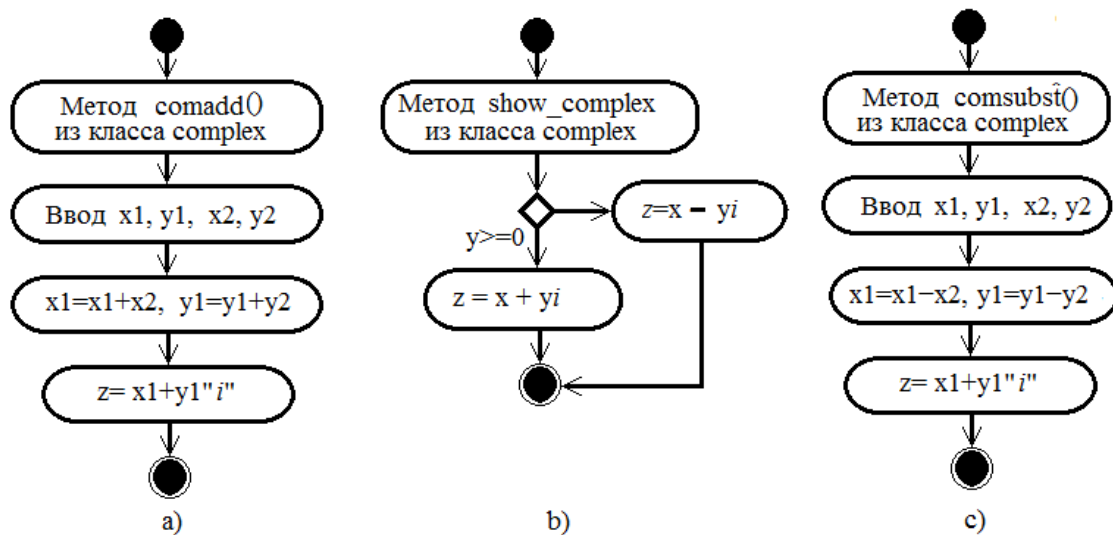 Метод comadd()
из класса complex
Ввод x1, y1, x2, y2
x1=x1+x2, y1=y1+y2
z= x1+y1"i"
a)
Метод show_complex
из класса complex
z=x − yi
y>=0
z = x + yi
b)
Метод comsubst()
из класса complex
Ввод x1, y1, x2, y2
x1=x1−x2, y1=y1−y2
z= x1+y1"i"
c)